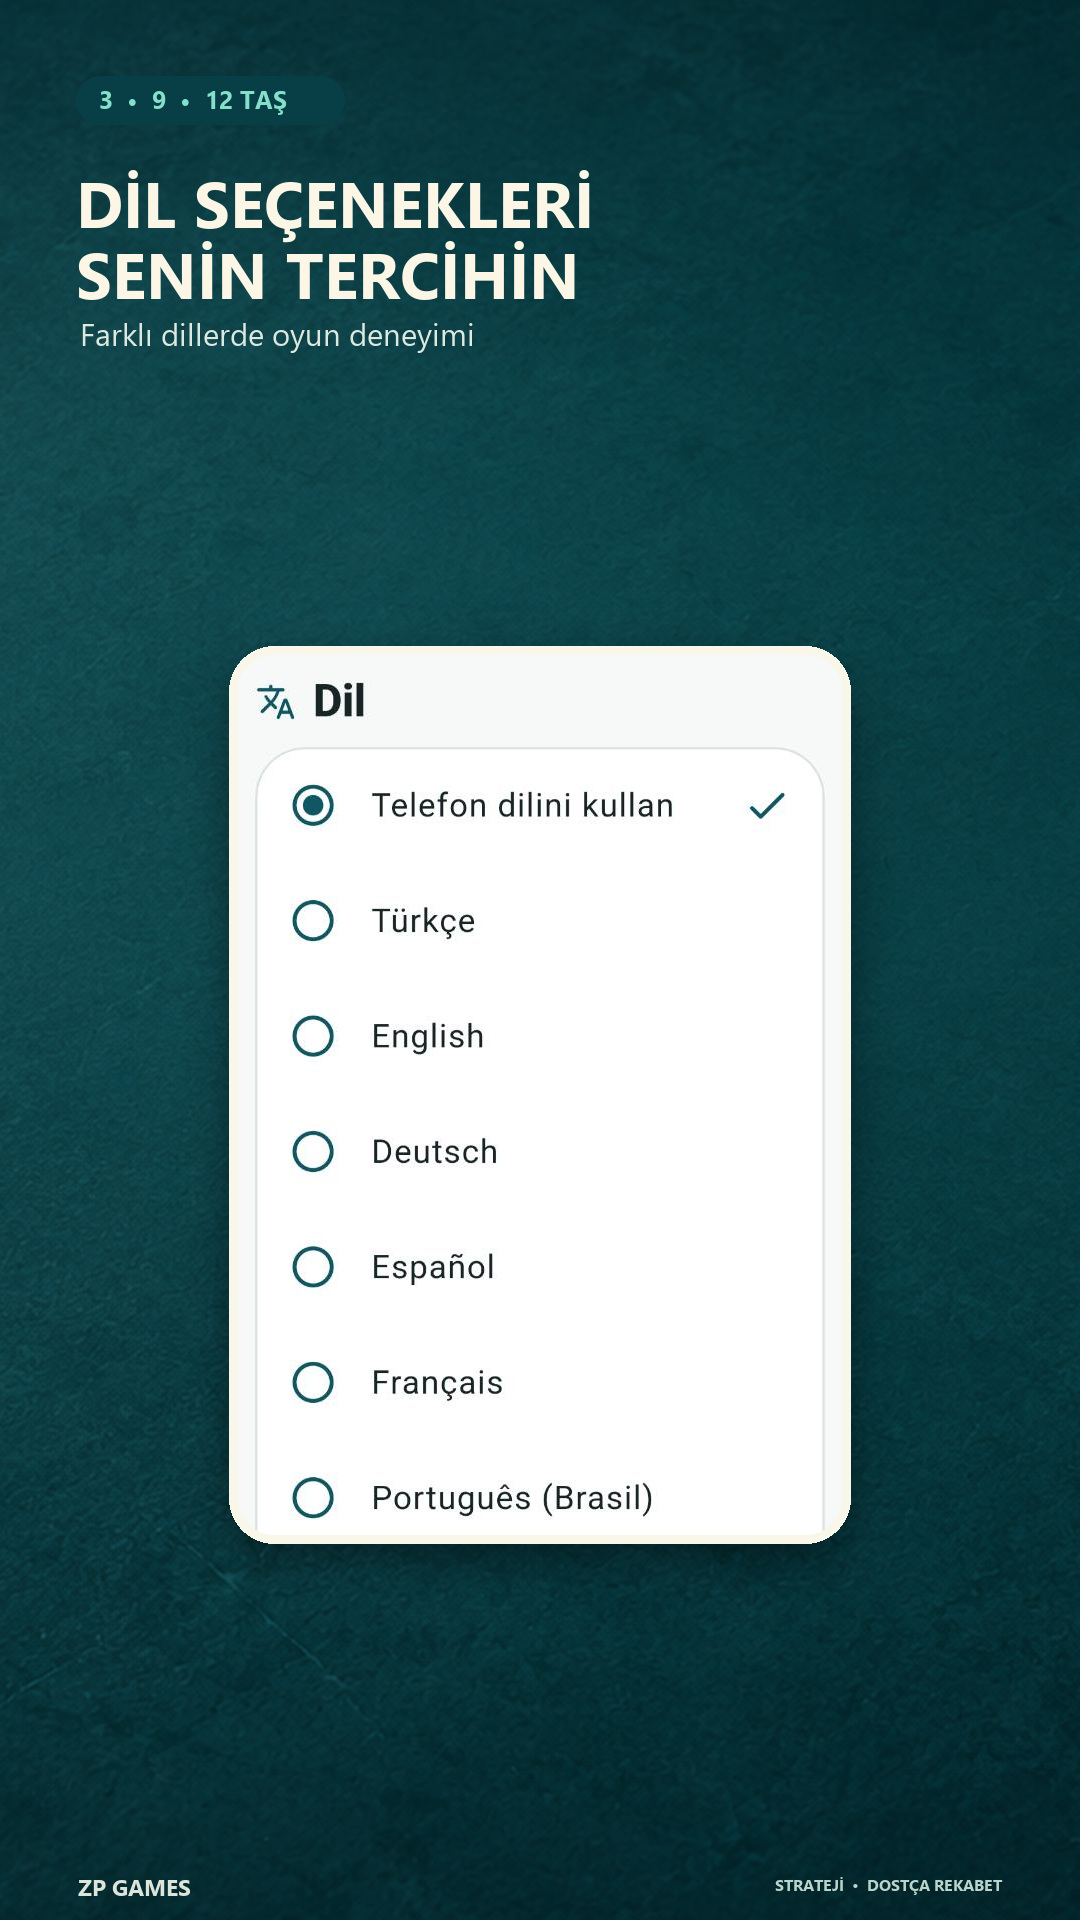 3 • 9 • 12 TAŞ
DİL SEÇENEKLERİ
SENİN TERCİHİN
Farklı dillerde oyun deneyimi
Dil
Telefon dilini kullan
Türkçe
English
Deutsch
Español
Français
Português (Brasil)
ZP GAMES
STRATEJİ • DOSTÇA REKABET